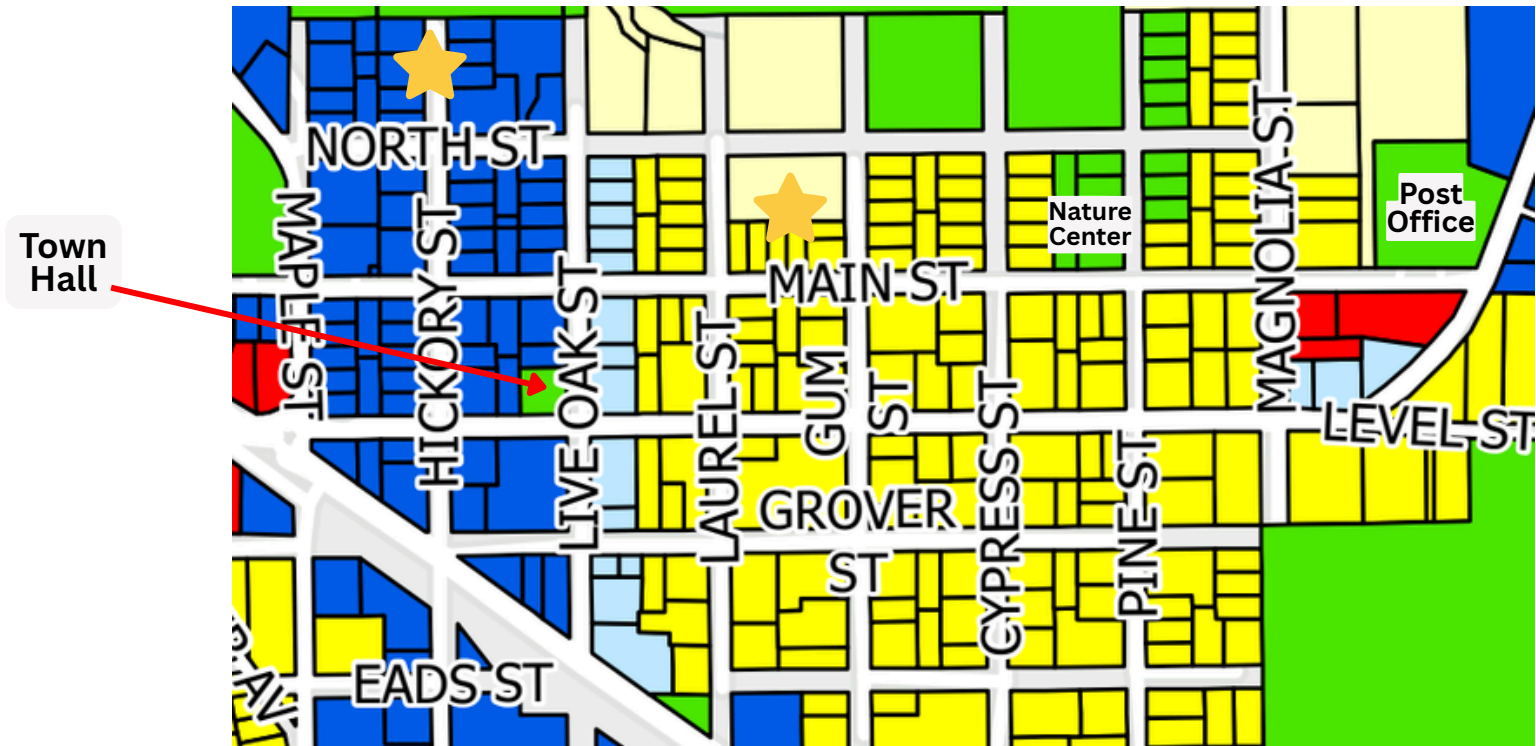 NORTH ST
Town
Hall
MAPLE ST
HICKORY ST
LIVE OAK ST
LAUREL ST
MAIN ST
GUM
ST
CYPRESS ST
PINE ST
MAGNOLIA ST
Nature
Center
Post
Office
LEVEL ST
GROVER
ST
EADS ST